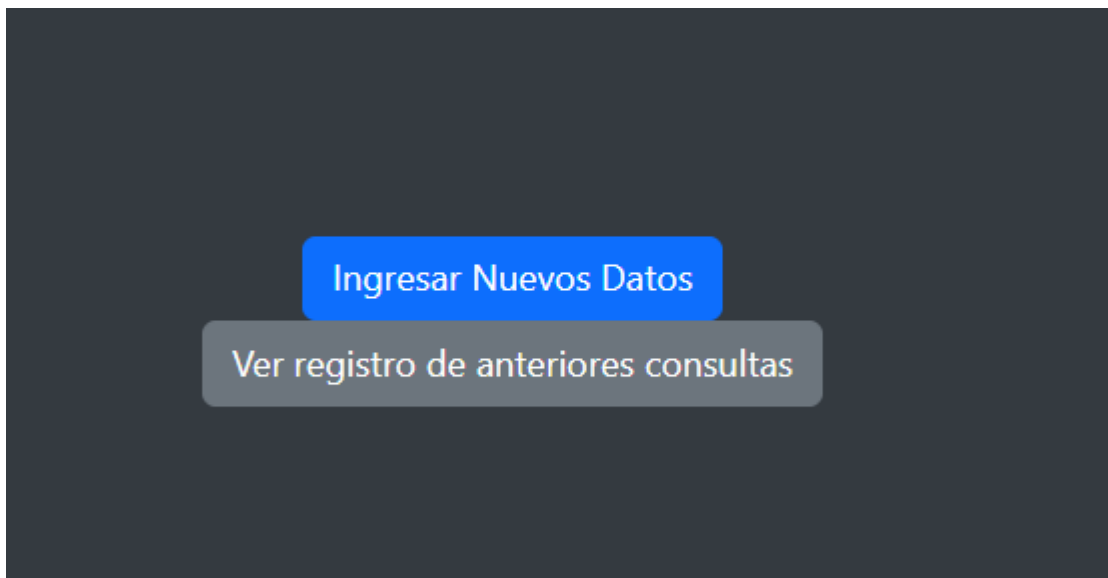 Ingresar Nuevos Datos
Ver registro de anteriores consultas